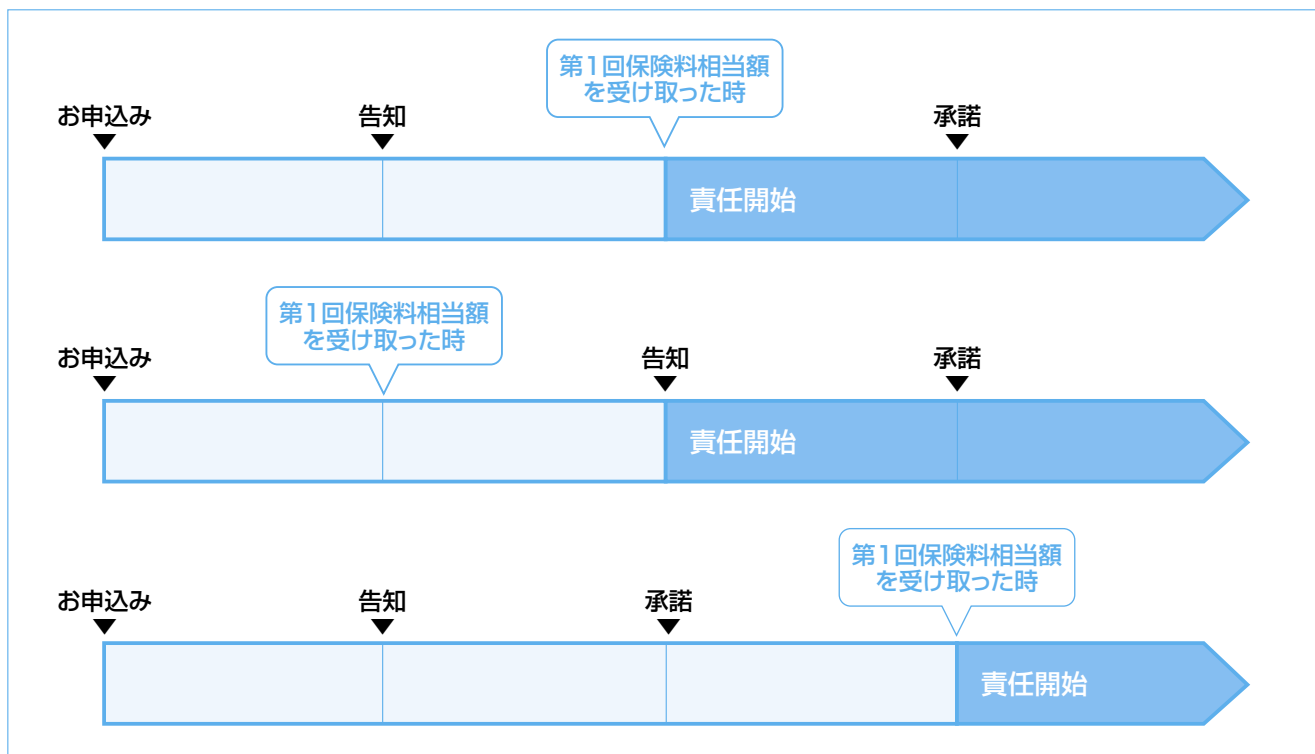 第1回保険料相当額
を受け取った時
お申込み
告知
承諾
責任開始
第1回保険料相当額
を受け取った時
お申込み
告知
承諾
責任開始
第1回保険料相当額
を受け取った時
お申込み
告知
承諾
責任開始